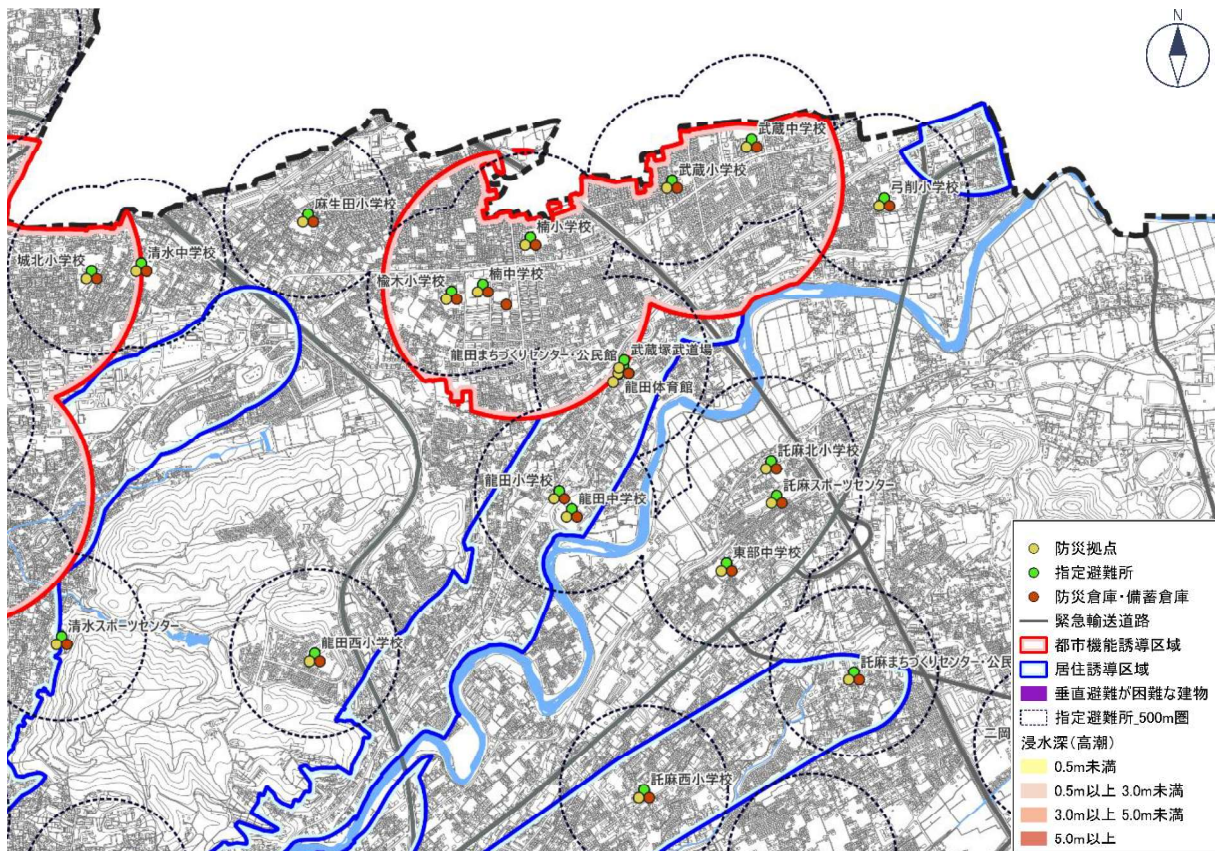 N
武蔵中学校
武蔵小学校
弓削小学校
麻生田小学校
楠小学校
清水中学校
城北小学校
楡木小学校
楠中学校
龍田まちづくりセンター・公民館
武蔵塚武道場
龍田体育館
託麻北小学校
託麻スポーツセンター
龍田小学校
龍田中学校
東部中学校
清水スポーツセンター
龍田西小学校
託麻まちづくりセンター・公民
二岡
託麻西小学校
防災拠点
指定避難所
防災倉庫・備蓄倉庫
緊急輸送道路
都市機能誘導区域
居住誘導区域
垂直避難が困難な建物
指定避難所_500m圏
浸水深(高潮)
0.5m未満
0.5m以上 3.0m未満
3.0m以上 5.0m未満
5.0m以上